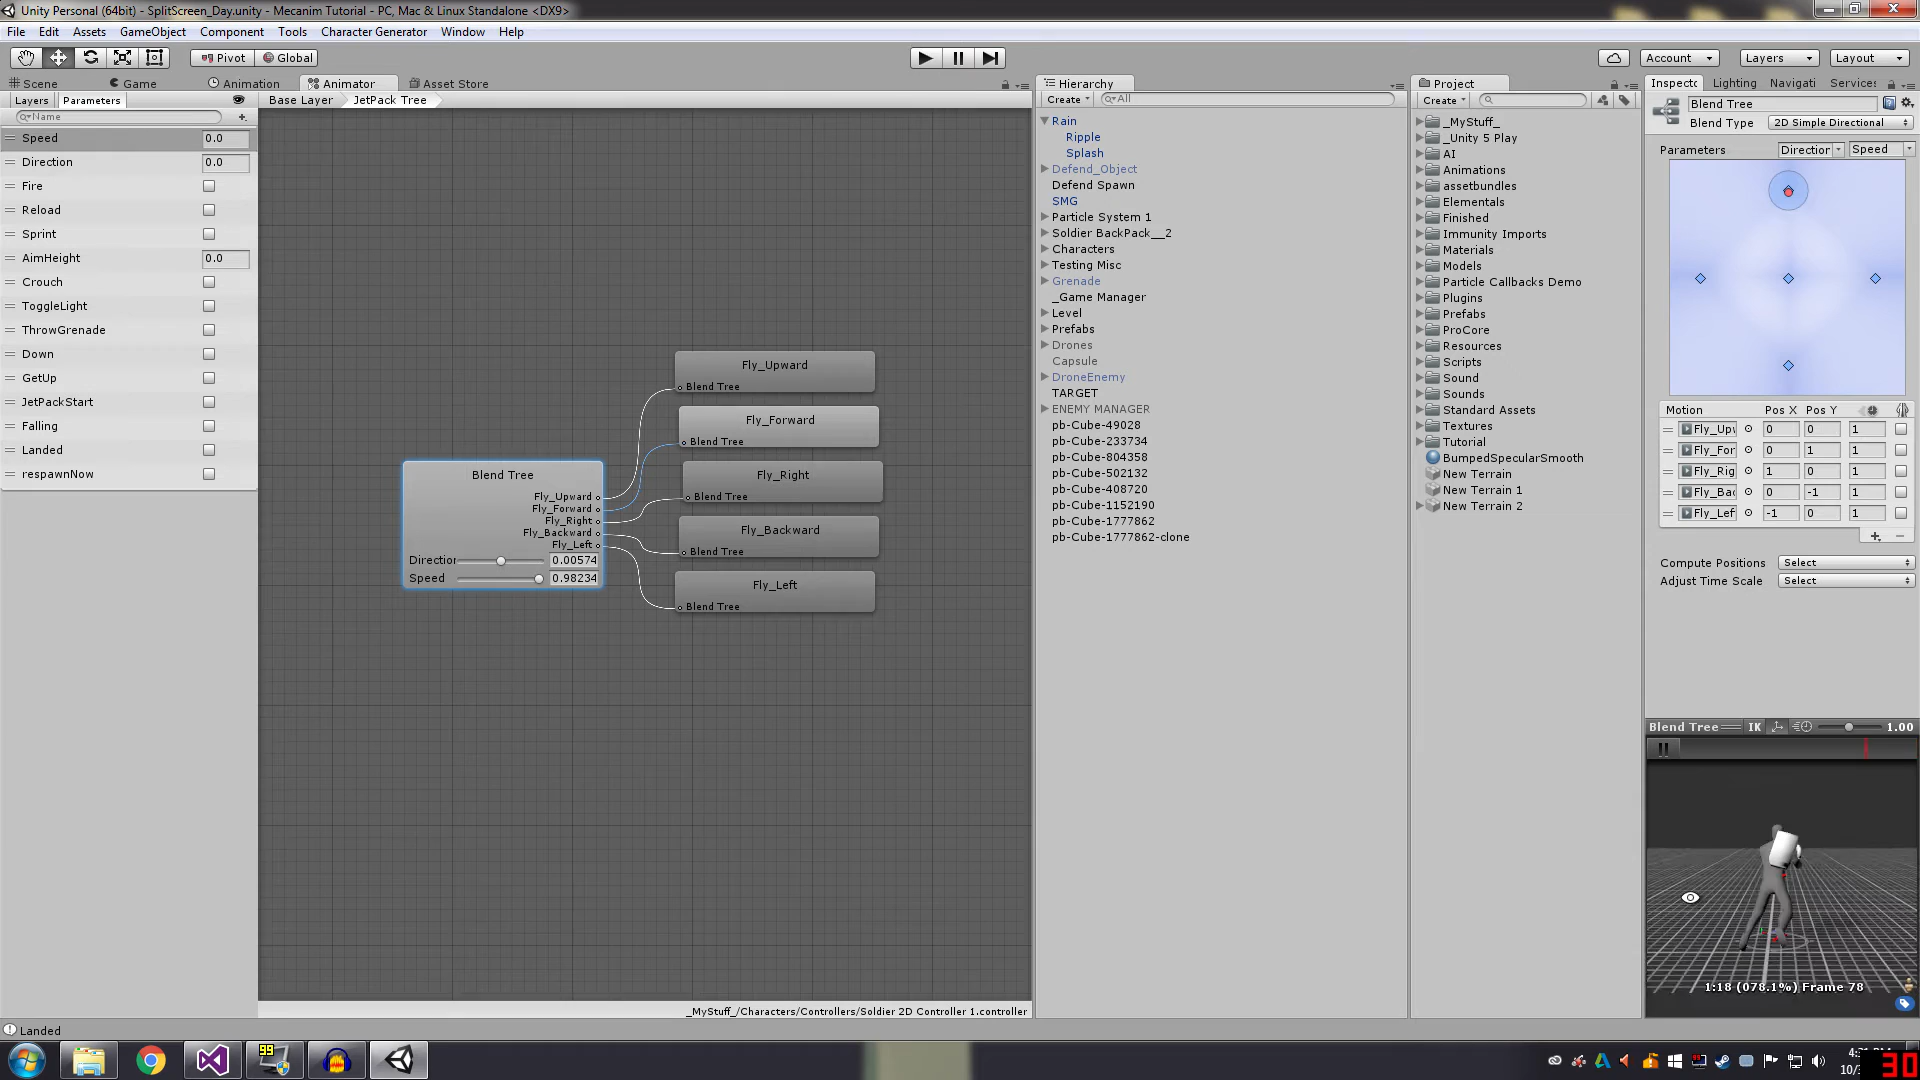 Unity Personal (64bit) - SplitScreen_Day.unity - Mecanim Tutorial - PC, Mac & Linux Standalone <DX9>
File Edit Assets GameObject Component Tools Character Generator Window Help
Pivot Global Account Layers Layout
Scene Game Animation Animator Asset Store
Layers Parameters
Base Layer JetPack Tree
Name
Speed 0.0
Direction 0.0
Fire
Reload
Sprint
AimHeight 0.0
Crouch
ToggleLight
ThrowGrenade
Down
GetUp
JetPackStart
Falling
Landed
respawnNow
Fly_Upward
Blend Tree
Fly_Forward
Blend Tree
Fly_Right
Blend Tree
Fly_Backward
Blend Tree
Fly_Left
Blend Tree
Blend Tree
Fly_Upward
Fly_Forward
Fly_Right
Fly_Backward
Fly_Left
Direction 0.00574
Speed 0.98234
_MyStuff_/Characters/Controllers/Soldier 2D Controller 1.controller
Hierarchy
Create All
Rain
Ripple
Splash
Defend_Object
Defend Spawn
SMG
Particle System 1
Soldier BackPack__2
Characters
Testing Misc
Grenade
_Game Manager
Level
Prefabs
Drones
Capsule
DroneEnemy
TARGET
ENEMY MANAGER
pb-Cube-49028
pb-Cube-233734
pb-Cube-804358
pb-Cube-502132
pb-Cube-408720
pb-Cube-1152190
pb-Cube-1777862
pb-Cube-1777862-clone
Project
Create
_MyStuff_
_Unity 5 Play
AI
Animations
assetbundles
Elementals
Finished
Immunity Imports
Materials
Models
Particle Callbacks Demo
Plugins
Prefabs
ProCore
Resources
Scripts
Sound
Sounds
Standard Assets
Textures
Tutorial
BumpedSpecularSmooth
New Terrain
New Terrain 1
New Terrain 2
Inspecto Lighting Navigati Services
Blend Tree
Blend Type 2D Simple Directional
Parameters Direction Speed
Motion Pos X Pos Y
Fly_Upw 0 0 1
Fly_For 0 1 1
Fly_Rig 1 0 1
Fly_Bac 0 -1 1
Fly_Left -1 0 1
Compute Positions Select
Adjust Time Scale Select
Blend Tree IK 1.00
1:18 (078.1%) Frame 78
Landed
99
30